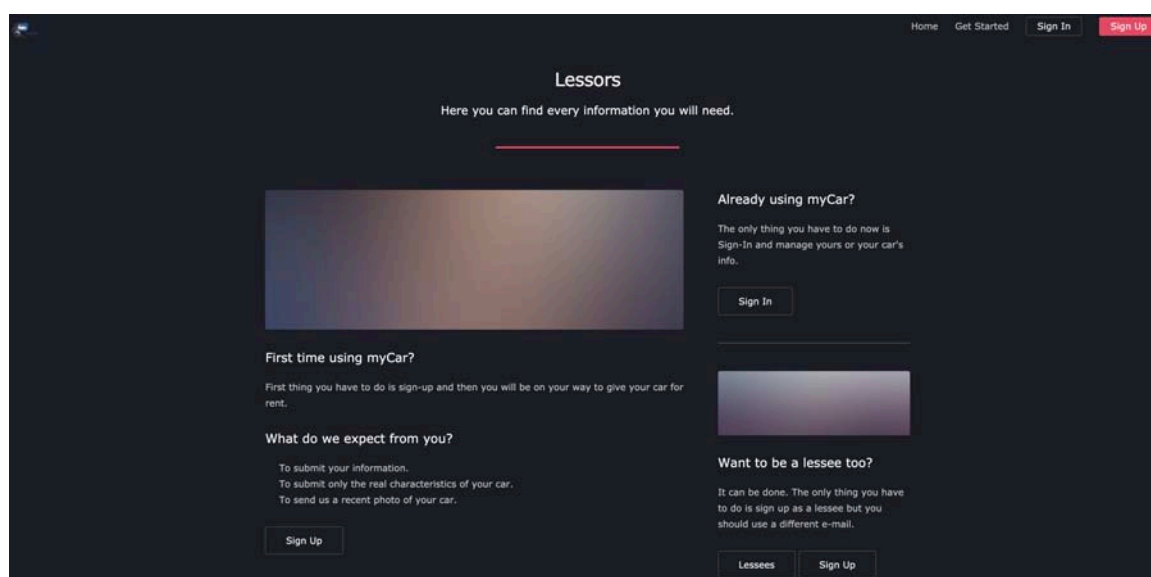 Home Get Started Sign In Sign Up
Lessors
Here you can find every information you will need.
First time using myCar?
First thing you have to do is sign-up and then you will be on your way to give your car for
rent.
What do we expect from you?
To submit your information.
To submit only the real characteristics of your car.
To send us a recent photo of your car.
Sign Up
Already using myCar?
The only thing you have to do now is
Sign-In and manage yours or your car's
info.
Sign In
Want to be a lessee too?
It can be done. The only thing you have
to do is sign up as a lessee but you
should use a different e-mail.
Lessees Sign Up